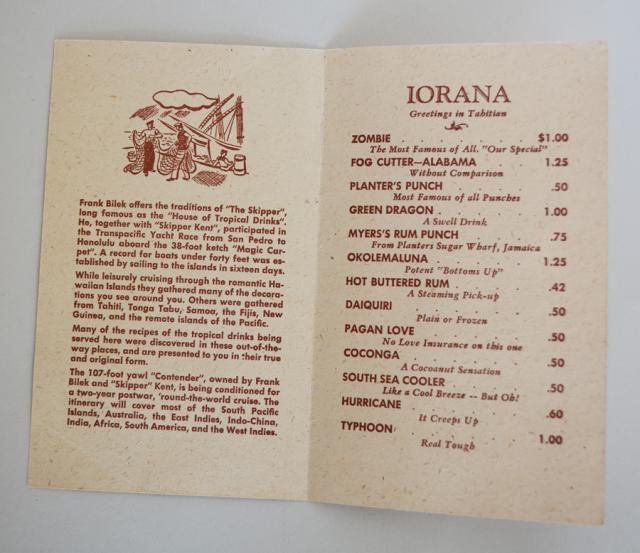 Frank Bilek offers the traditions of "The Skipper",
long famous as the "House of Tropical Drinks".
He, together with "Skipper Kent", participated in
the Transpacific Yacht Race from San Pedro to
Honolulu aboard the 38-foot ketch "Magic Car-
pet". A record for boats under forty feet was es-
tablished by sailing to the islands in sixteen days.
While leisurely cruising through the romantic Ha-
waiian Islands they gathered many of the decora-
tions you see around you. Others were gathered
from Tahiti, Tonga Tabu, Samoa, the Fijis, New
Guinea, and the remote islands of the Pacific.
Many of the recipes of the tropical drinks being
served here were discovered in these out-of-the-
way places, and are presented to you in their true
and original form.
The 107-foot yawl "Contender", owned by Frank
Bilek and "Skipper" Kent, is being conditioned for
a two-year postwar, 'round-the-world cruise. The
itinerary will cover most of the South Pacific
Islands, Australia, the East Indies, Indo-China,
India, Africa, South America, and the West Indies.
IORANA
Greetings in Tahitian
ZOMBIE . . . . . . . $1.00
The Most Famous of All. "Our Special"
FOG CUTTER—ALABAMA . . . . 1.25
Without Comparison
PLANTER'S PUNCH . . . . . .50
Most Famous of all Punches
GREEN DRAGON . . . . . 1.00
A Swell Drink
MYERS'S RUM PUNCH . . . . .75
From Planters Sugar Wharf, Jamaica
OKOLEMALUNA . . . . . 1.25
Potent "Bottoms Up"
HOT BUTTERED RUM . . . . .42
A Steaming Pick-up
DAIQUIRI . . . . . . . .50
Plain or Frozen
PAGAN LOVE . . . . . . .50
No Love Insurance on this one
COCONGA . . . . . . . .50
A Cocoanut Sensation
SOUTH SEA COOLER . . . . .50
Like a Cool Breeze -- But Oh!
HURRICANE . . . . . . .60
It Creeps Up
TYPHOON . . . . . . . 1.00
Real Tough